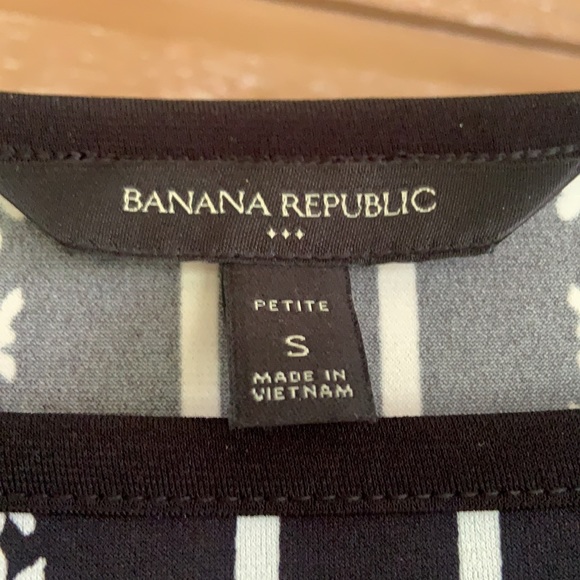 BANANA REPUBLIC
PETITE
S
MADE IN
VIETNAM